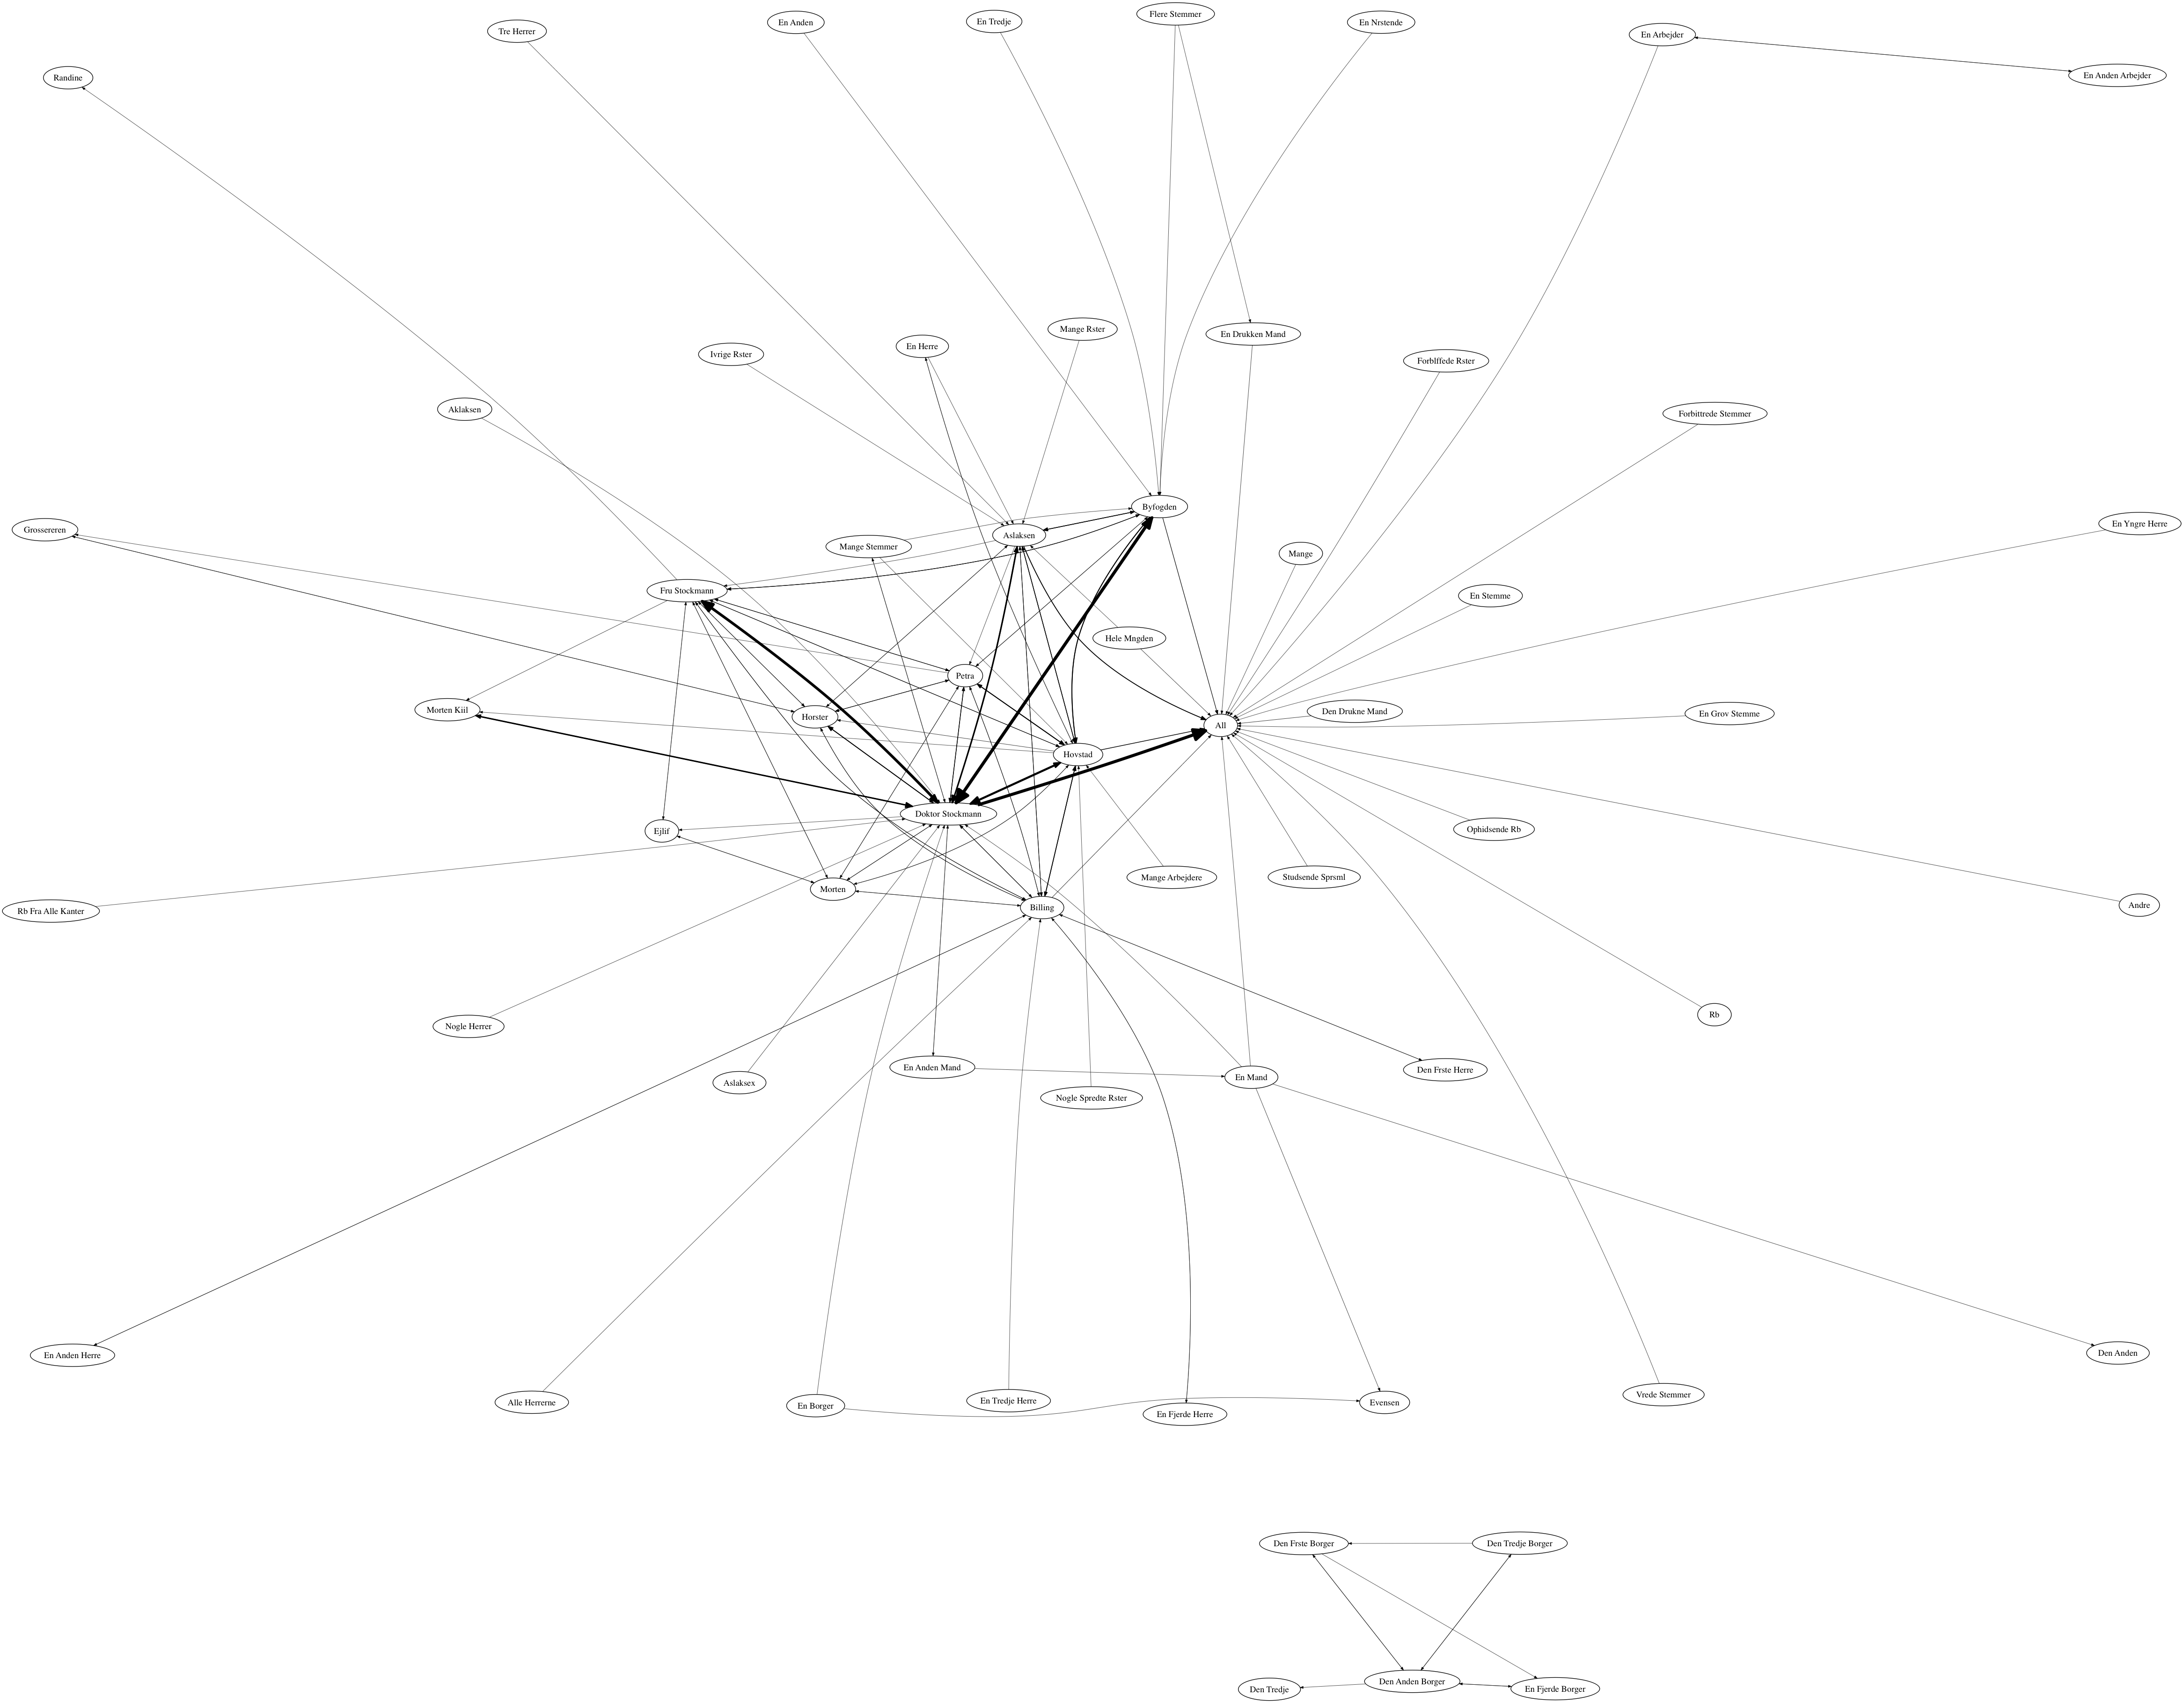 Flere Stemmer
En Anden
En Tredje
En Nrstende
Tre Herrer
En Arbejder
En Anden Arbejder
Randine
Mange Rster
En Drukken Mand
En Herre
Ivrige Rster
Forblffede Rster
Aklaksen
Forbittrede Stemmer
Byfogden
En Yngre Herre
Grossereren
Aslaksen
Mange Stemmer
Mange
Fru Stockmann
En Stemme
Hele Mngden
Petra
Morten Kiil
Den Drukne Mand
En Grov Stemme
Horster
All
Hovstad
Doktor Stockmann
Ophidsende Rb
Ejlif
Mange Arbejdere
Studsende Sprsml
Morten
Andre
Billing
Rb Fra Alle Kanter
Rb
Nogle Herrer
En Anden Mand
Den Frste Herre
En Mand
Aslaksex
Nogle Spredte Rster
Den Anden
En Anden Herre
Vrede Stemmer
En Tredje Herre
Alle Herrerne
Evensen
En Borger
En Fjerde Herre
Den Frste Borger
Den Tredje Borger
Den Anden Borger
Den Tredje
En Fjerde Borger